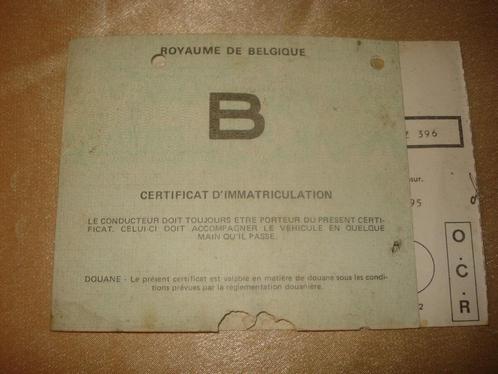 ROYAUME DE BELGIQUE
B
CERTIFICAT D'IMMATRICULATION
LE CONDUCTEUR DOIT TOUJOURS ETRE PORTEUR DU PRESENT CERTI-
FICAT. CELUI-CI DOIT ACCOMPAGNER LE VEHICULE EN QUELQUE
MAIN QU'IL PASSE.
DOUANE - Le présent certificat est valable en matière de douane sous les condi-
tions prévues par la réglementation douanière.
396
sur.
95
O.C.R
2